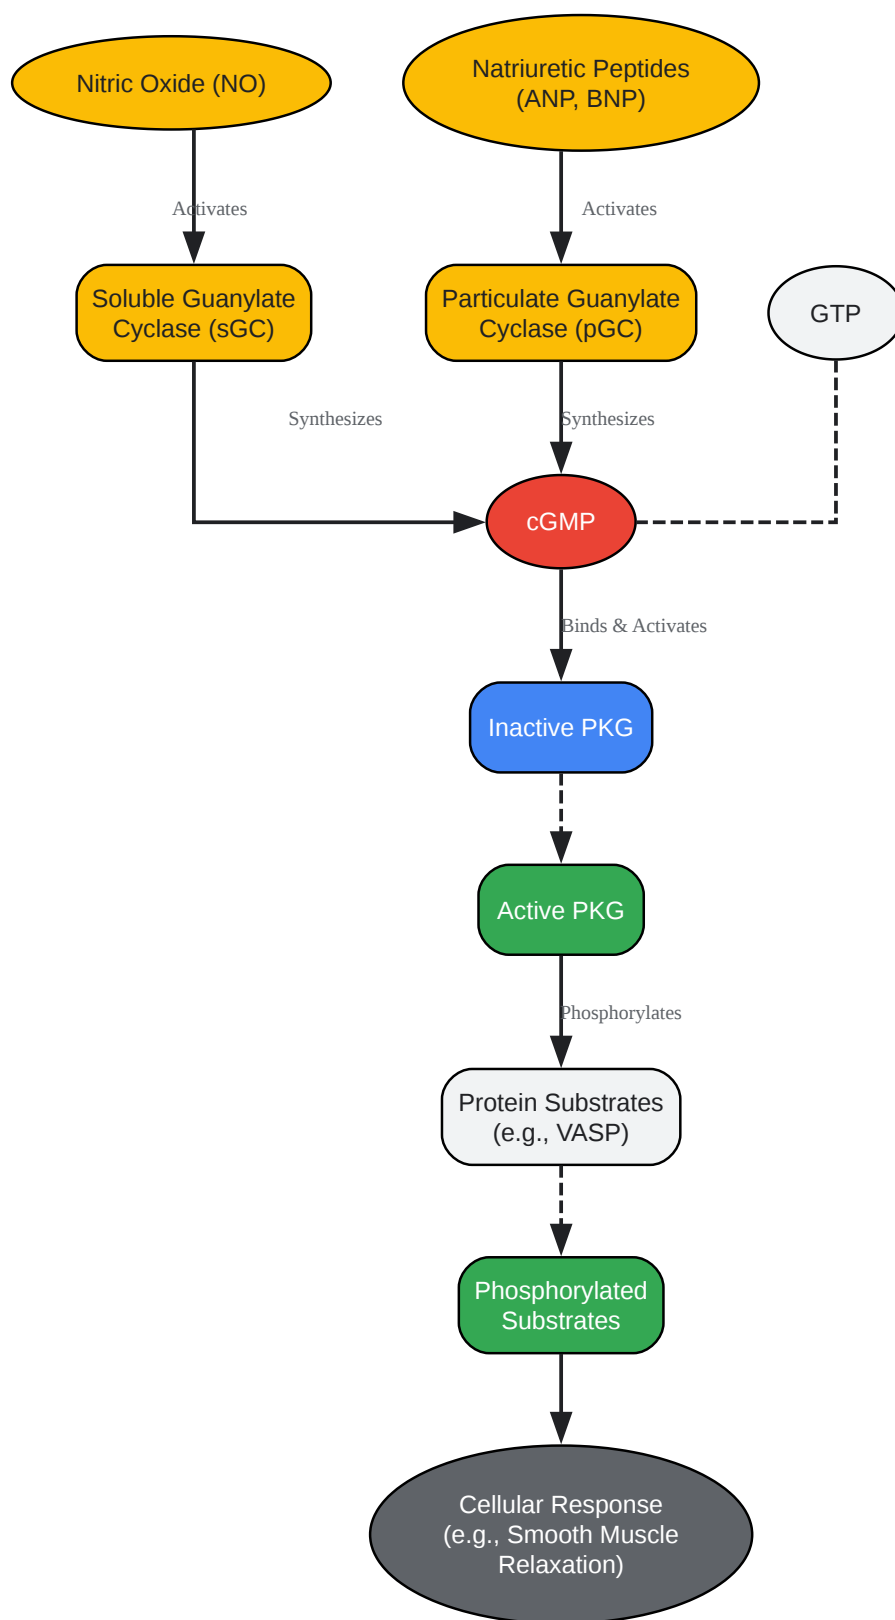 Nitric Oxide (NO)
Natriuretic Peptides
(ANP, BNP)
Activates
Activates
Soluble Guanylate
Cyclase (sGC)
Particulate Guanylate
Cyclase (pGC)
GTP
Synthesizes
Synthesizes
cGMP
Binds & Activates
Inactive PKG
Active PKG
Phosphorylates
Protein Substrates
(e.g., VASP)
Phosphorylated
Substrates
Cellular Response
(e.g., Smooth Muscle
Relaxation)